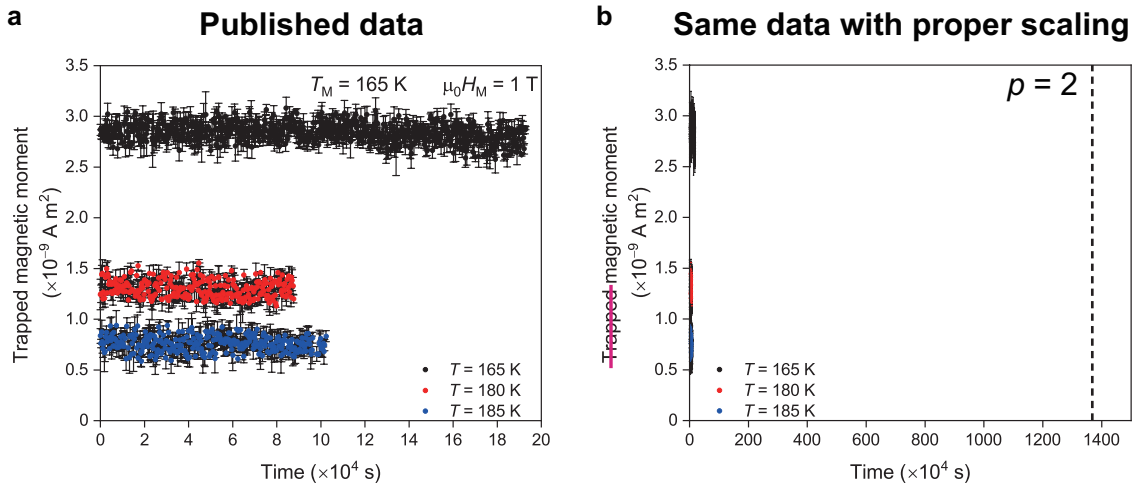 a
Published data
3.5
3.0
2.5
2.0
1.5
1.0
0.5
0
Trapped magnetic moment
(×10⁻⁹ A m²)
T_M = 165 K
μ₀H_M = 1 T
T = 165 K
T = 180 K
T = 185 K
0 2 4 6 8 10 12 14 16 18 20
Time (×10⁴ s)
b
Same data with proper scaling
3.5
3.0
2.5
2.0
1.5
1.0
0.5
0
Trapped magnetic moment
(×10⁻⁹ A m²)
p = 2
T = 165 K
T = 180 K
T = 185 K
0 200 400 600 800 1000 1200 1400
Time (×10⁴ s)